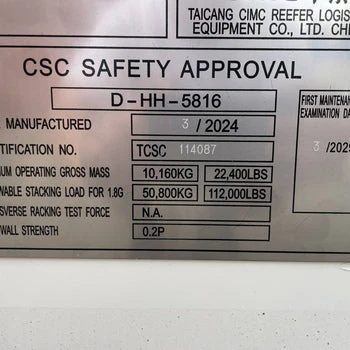 TAICANG CIMC REEFER LOGIS
EQUIPMENT CO., LTD. CHI
CSC SAFETY APPROVAL
D-HH-5816
MANUFACTURED 3/2024
TIFICATION NO. TCSC 114087
UM OPERATING GROSS MASS 10,160KG 22,400LBS
NABLE STACKING LOAD FOR 1.8G 50,800KG 112,000LBS
SVERSE RACKING TEST FORCE N.A.
WALL STRENGTH 0.2P
FIRST MAINTENAN
EXAMINATION DA
3/202